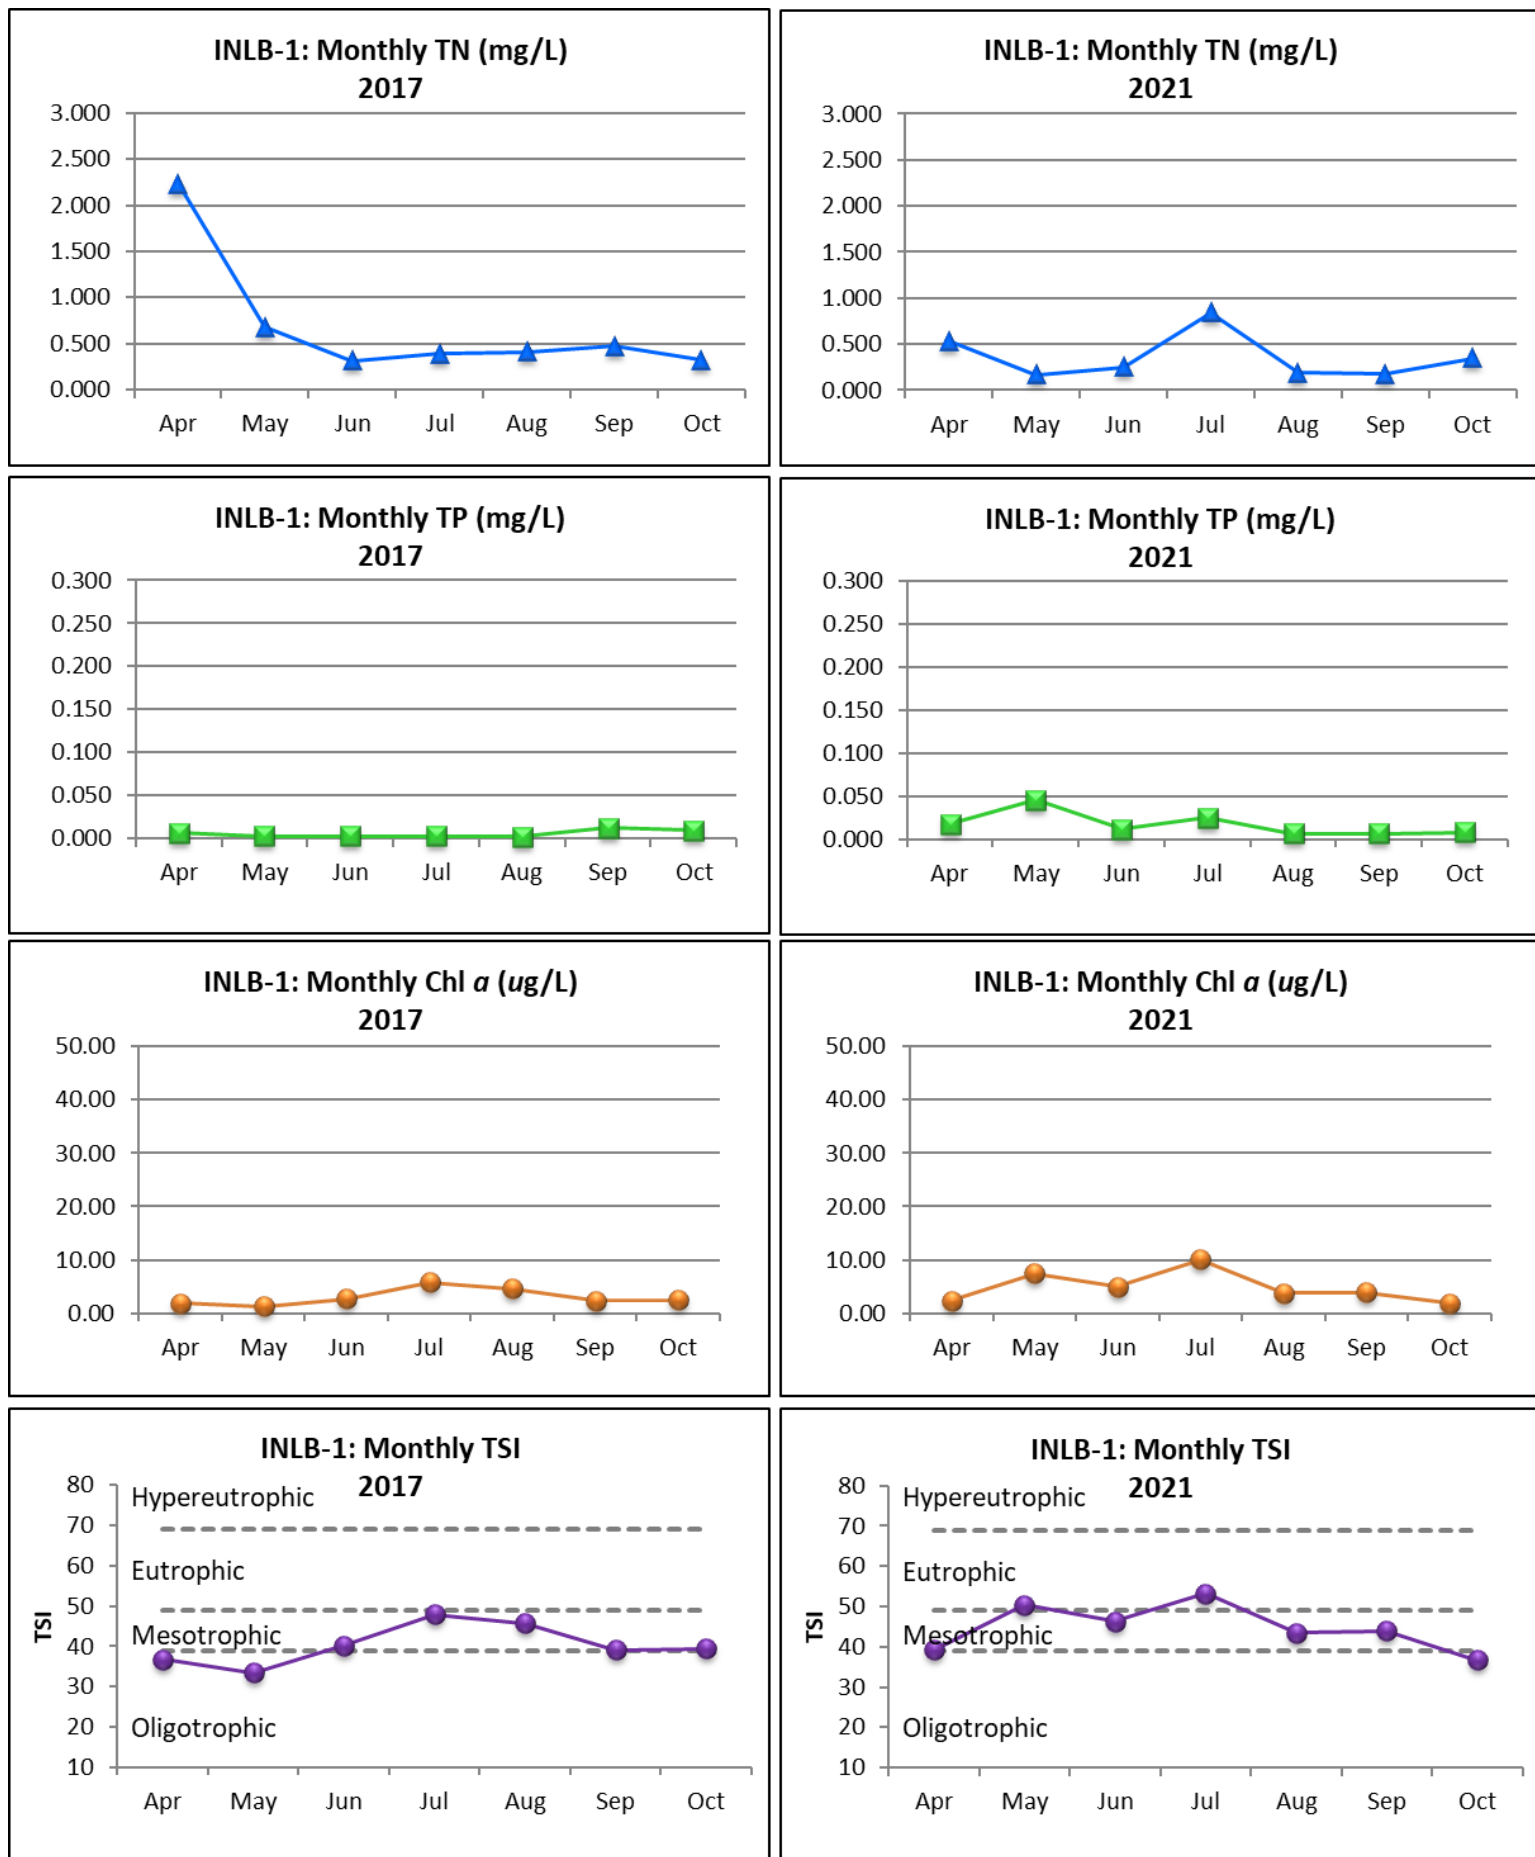 INLB-1: Monthly TN (mg/L)
2017
3.000
2.500
2.000
1.500
1.000
0.500
0.000
Apr May Jun Jul Aug Sep Oct
INLB-1: Monthly TN (mg/L)
2021
3.000
2.500
2.000
1.500
1.000
0.500
0.000
Apr May Jun Jul Aug Sep Oct
INLB-1: Monthly TP (mg/L)
2017
0.300
0.250
0.200
0.150
0.100
0.050
0.000
Apr May Jun Jul Aug Sep Oct
INLB-1: Monthly TP (mg/L)
2021
0.300
0.250
0.200
0.150
0.100
0.050
0.000
Apr May Jun Jul Aug Sep Oct
INLB-1: Monthly Chl a (ug/L)
2017
50.00
40.00
30.00
20.00
10.00
0.00
Apr May Jun Jul Aug Sep Oct
INLB-1: Monthly Chl a (ug/L)
2021
50.00
40.00
30.00
20.00
10.00
0.00
Apr May Jun Jul Aug Sep Oct
INLB-1: Monthly TSI
2017
80
Hypereutrophic
70
60
Eutrophic
50
Mesotrophic
40
30
Oligotrophic
20
10
TSI
Apr May Jun Jul Aug Sep Oct
INLB-1: Monthly TSI
2021
80
Hypereutrophic
70
60
Eutrophic
50
Mesotrophic
40
30
Oligotrophic
20
10
TSI
Apr May Jun Jul Aug Sep Oct